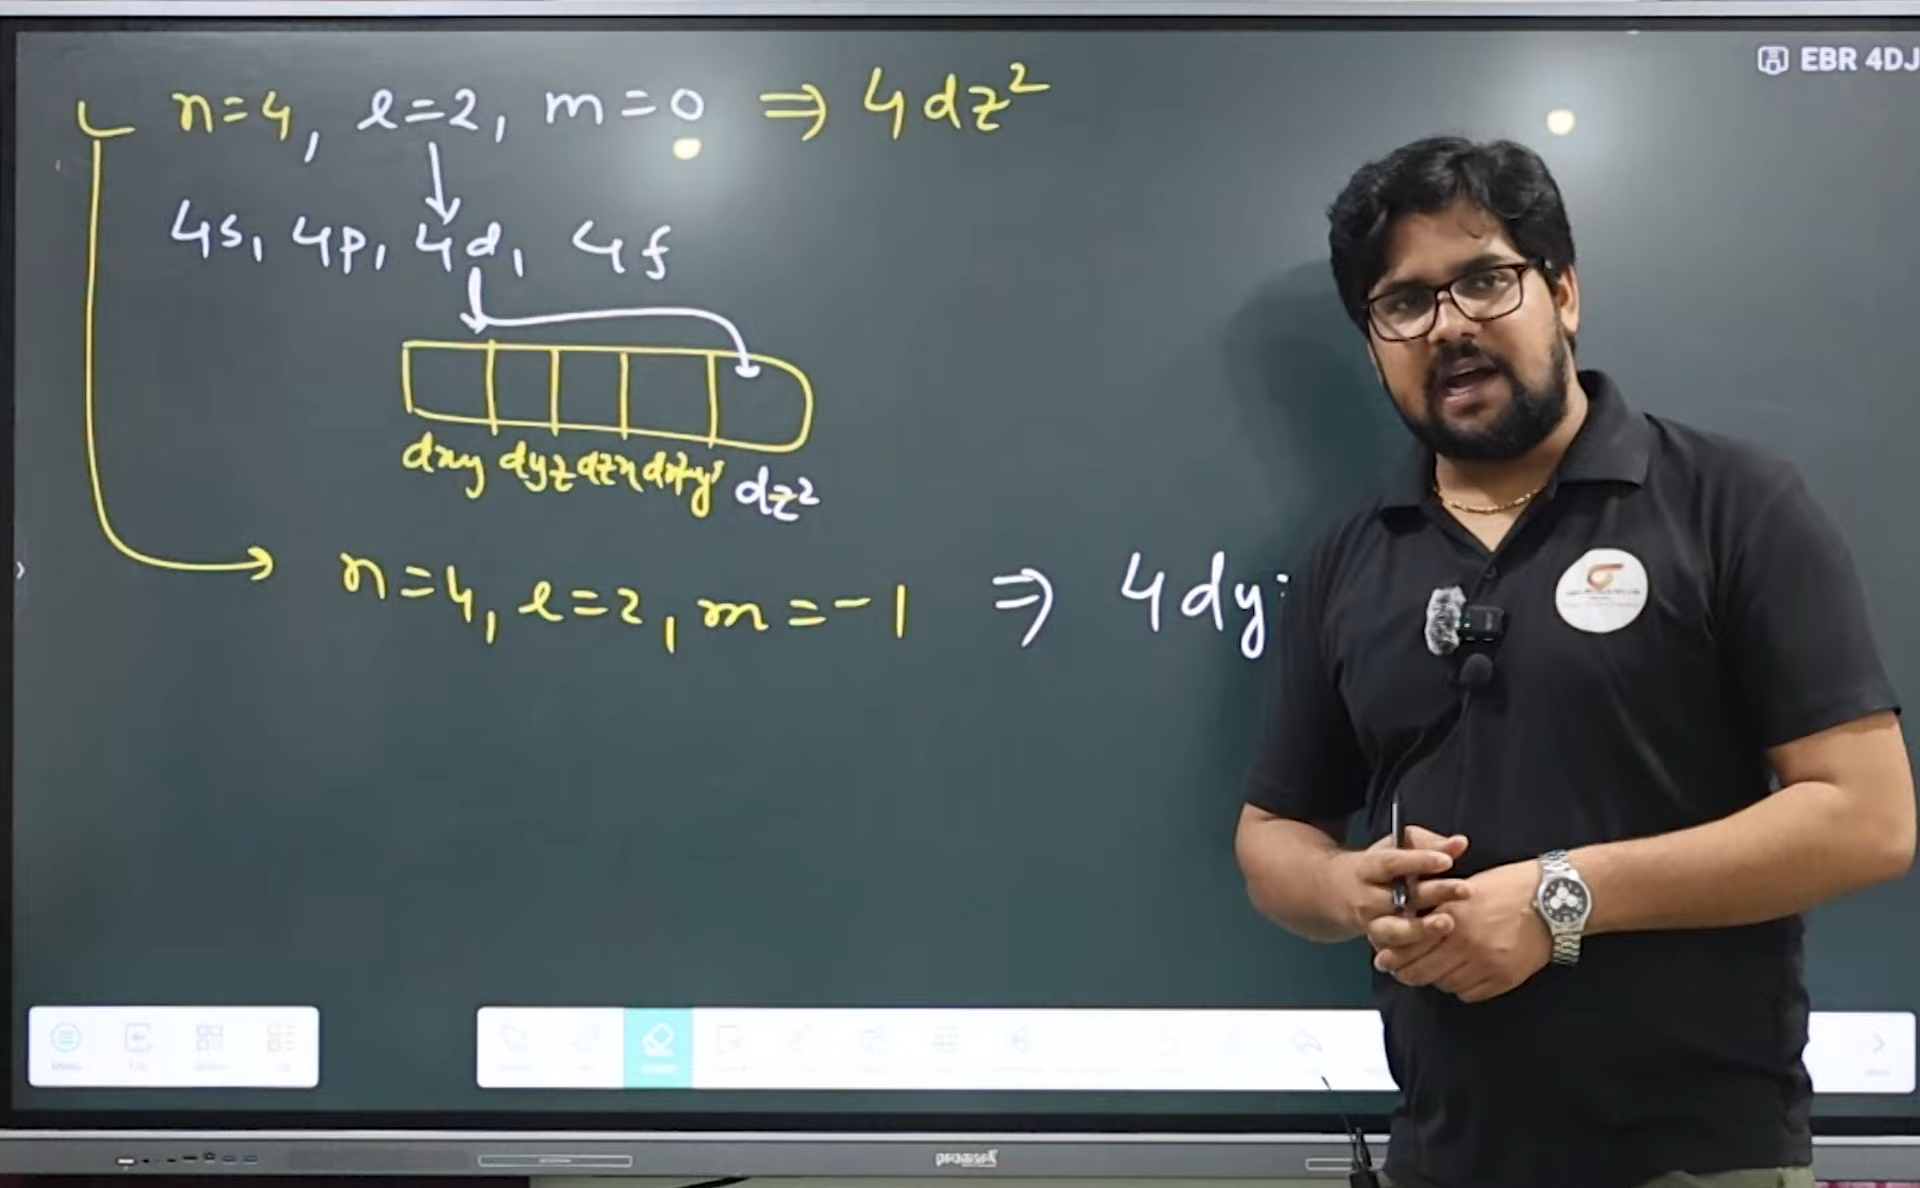 EBR 4DJ
n=4, l=2, m=0 ⇒ 4dz²
4s, 4p, 4d, 4f
dxy dyz dzx dx²-y² dz²
n=4, l=2, m=-1 ⇒ 4dy